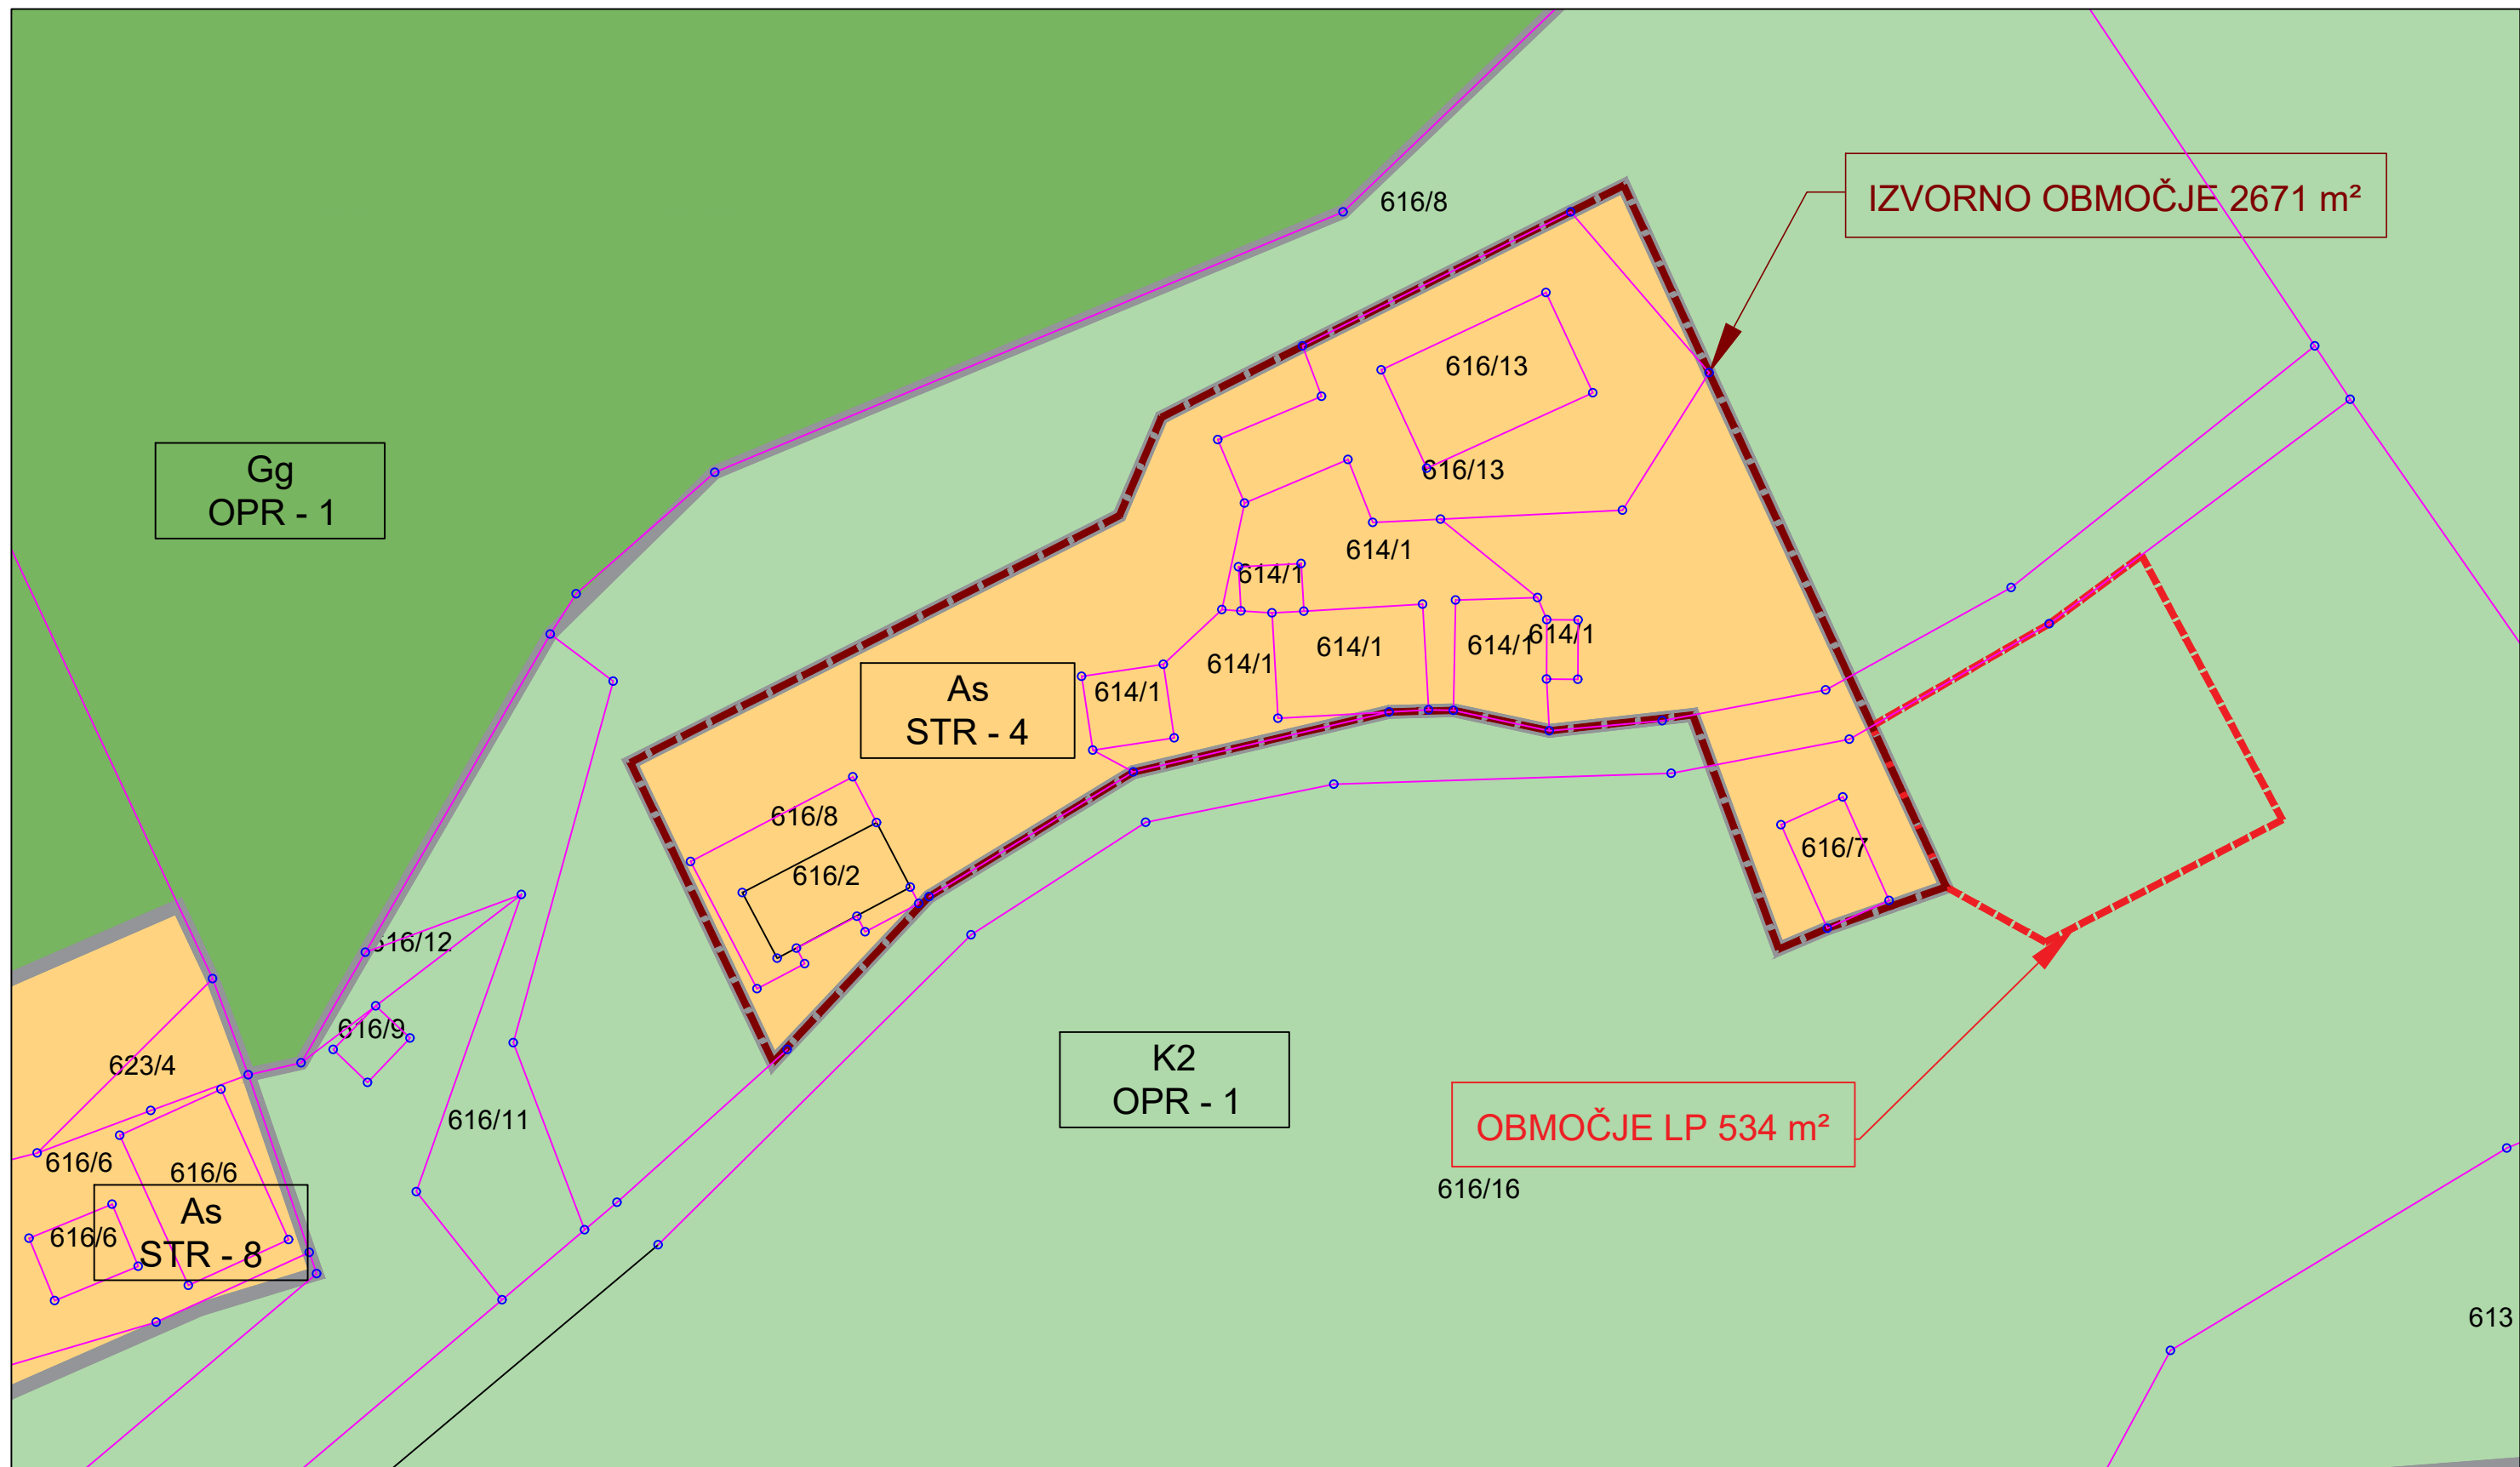 616/8
IZVORNO OBMOČJE 2671 m²
616/13
616/13
Gg
OPR - 1
614/1
614/1
614/1
614/1
614/1
614/1
614/1
As
STR - 4
616/8
616/2
616/7
616/12
616/9
623/4
K2
OPR - 1
616/11
OBMOČJE LP 534 m²
616/6
616/6
616/16
As
616/6
STR - 8
613